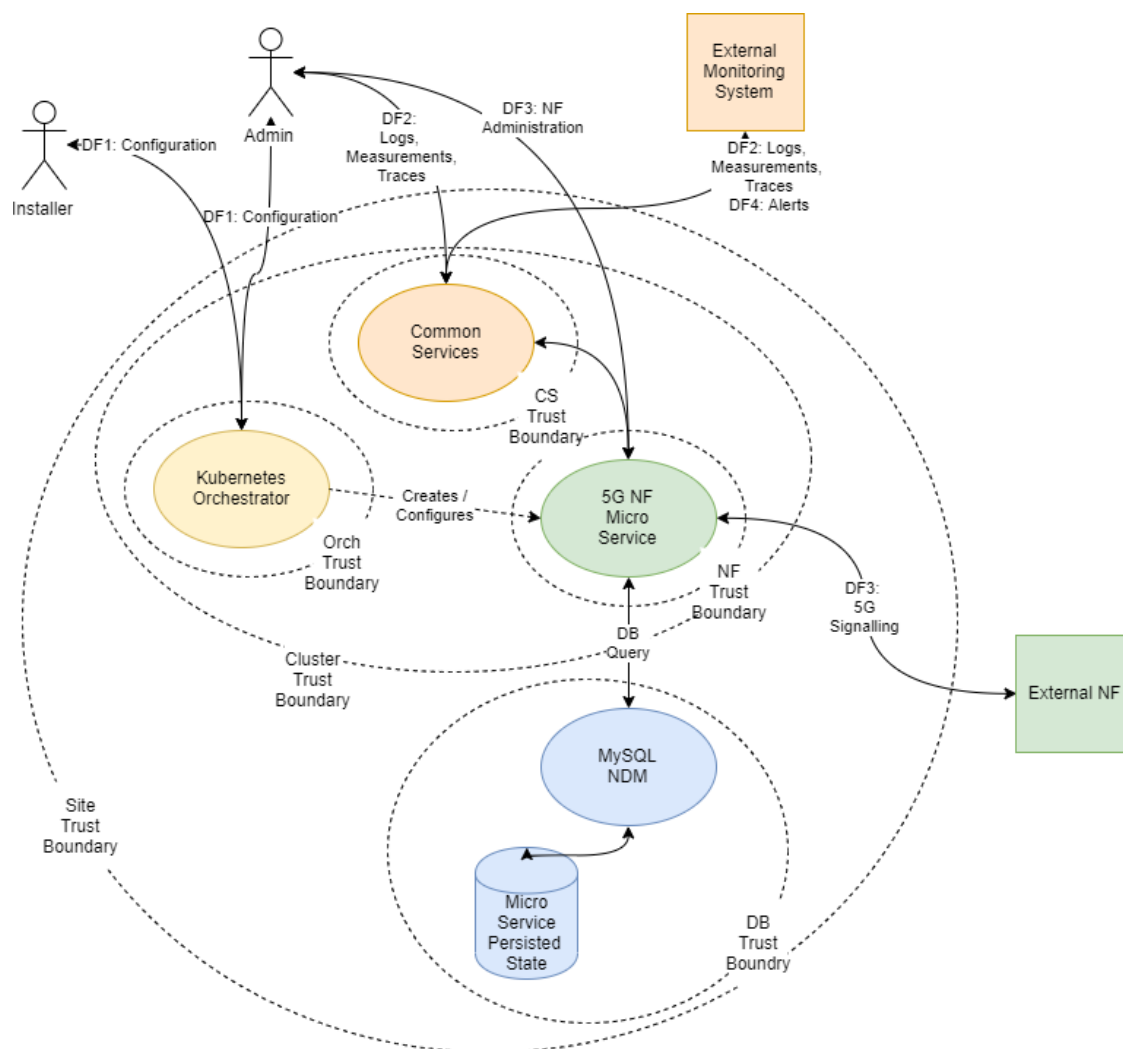 External
Monitoring
System
Admin
Installer
DF1: Configuration
DF2:
Logs,
Measurements,
Traces
DF3: NF
Administration
DF2: Logs,
Measurements,
Traces
DF4: Alerts
DF1: Configuration
Common
Services
CS
Trust
Boundary
Kubernetes
Orchestrator
Creates /
Configures
5G NF
Micro
Service
Orch
Trust
Boundary
NF
Trust
Boundary
DF3:
5G
Signalling
DB
Query
Cluster
Trust
Boundary
External NF
MySQL
NDM
Site
Trust
Boundary
Micro
Service
Persisted
State
DB
Trust
Boundry